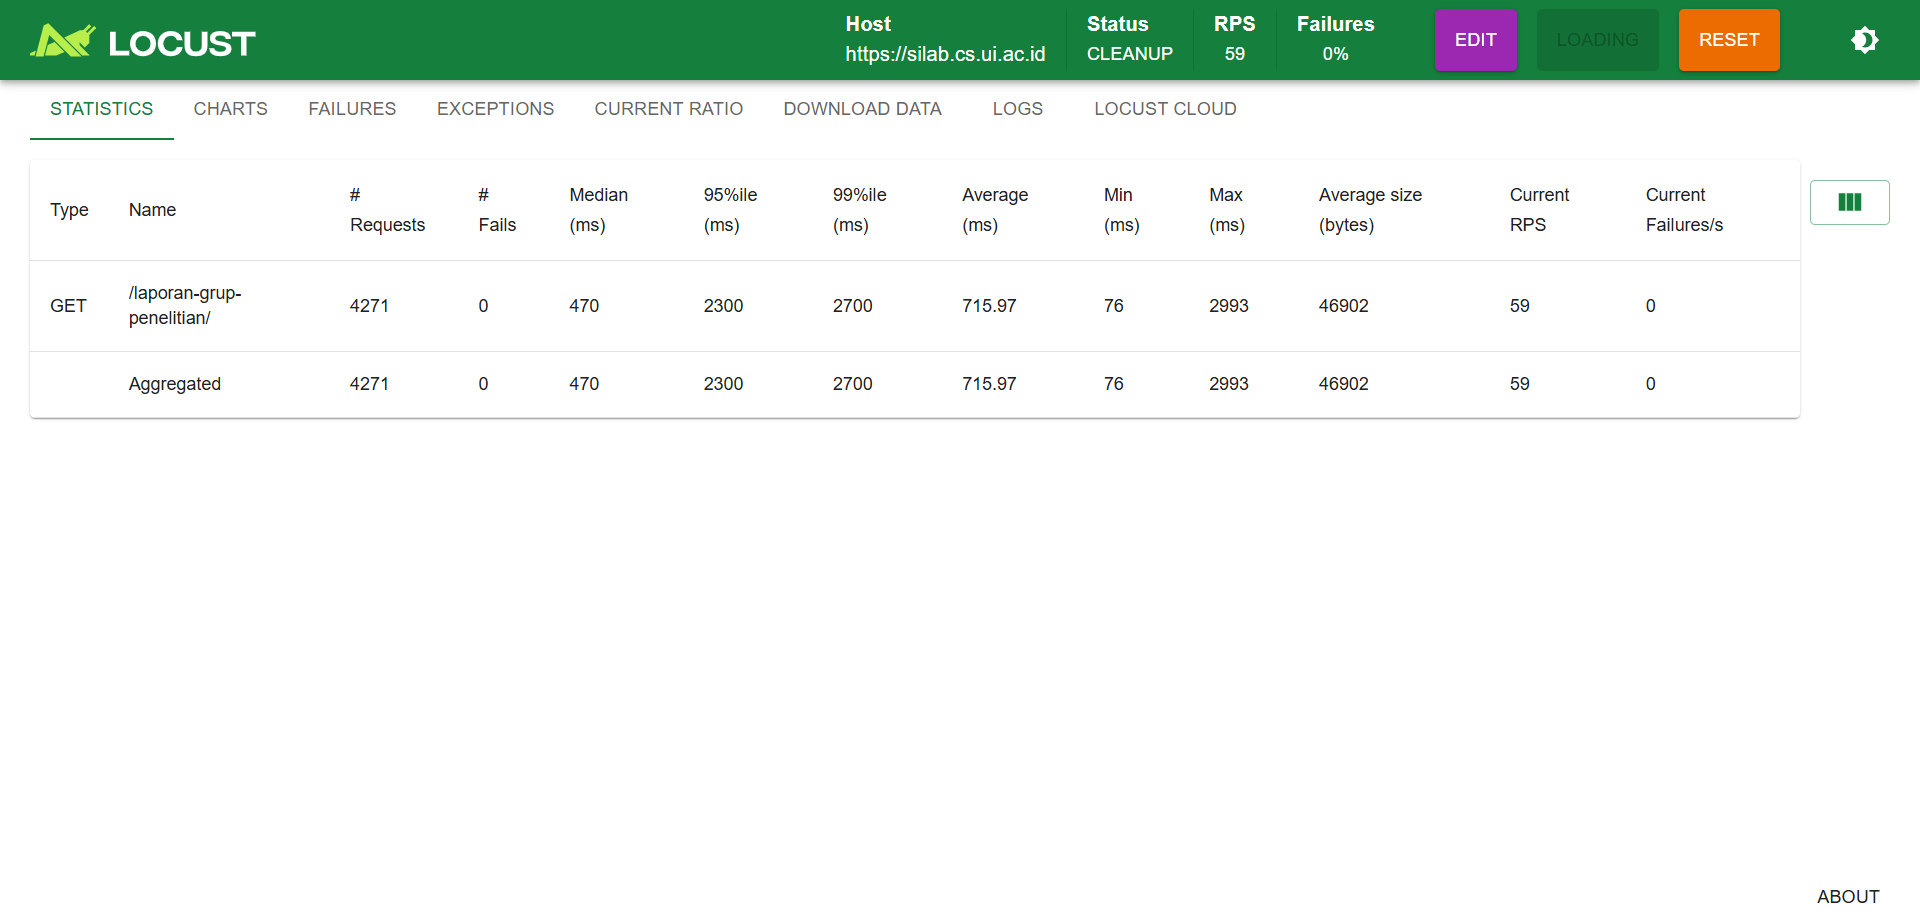 LOCUST
Host
https://silab.cs.ui.ac.id
Status
CLEANUP
RPS
59
Failures
0%
EDIT
LOADING
RESET
STATISTICS CHARTS FAILURES EXCEPTIONS CURRENT RATIO DOWNLOAD DATA LOGS LOCUST CLOUD
Type Name # Requests # Fails Median (ms) 95%ile (ms) 99%ile (ms) Average (ms) Min (ms) Max (ms) Average size (bytes) Current RPS Current Failures/s
GET /laporan-grup-penelitian/ 4271 0 470 2300 2700 715.97 76 2993 46902 59 0
Aggregated 4271 0 470 2300 2700 715.97 76 2993 46902 59 0
ABOUT